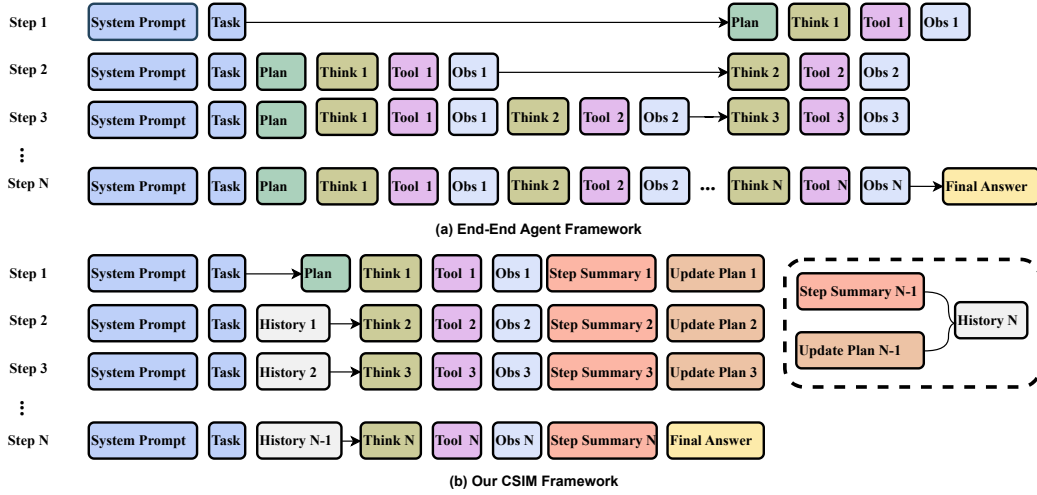 Step 1 System Prompt Task Plan Think 1 Tool 1 Obs 1
Step 2 System Prompt Task Plan Think 1 Tool 1 Obs 1 Think 2 Tool 2 Obs 2
Step 3 System Prompt Task Plan Think 1 Tool 1 Obs 1 Think 2 Tool 2 Obs 2 Think 3 Tool 3 Obs 3
Step N System Prompt Task Plan Think 1 Tool 1 Obs 1 Think 2 Tool 2 Obs 2 ... Think N Tool N Obs N Final Answer
(a) End-End Agent Framework
Step 1 System Prompt Task Plan Think 1 Tool 1 Obs 1 Step Summary 1 Update Plan 1
Step 2 System Prompt Task History 1 Think 2 Tool 2 Obs 2 Step Summary 2 Update Plan 2
Step 3 System Prompt Task History 2 Think 3 Tool 3 Obs 3 Step Summary 3 Update Plan 3
Step N System Prompt Task History N-1 Think N Tool N Obs N Step Summary N Final Answer
Step Summary N-1
History N
Update Plan N-1
(b) Our CSIM Framework